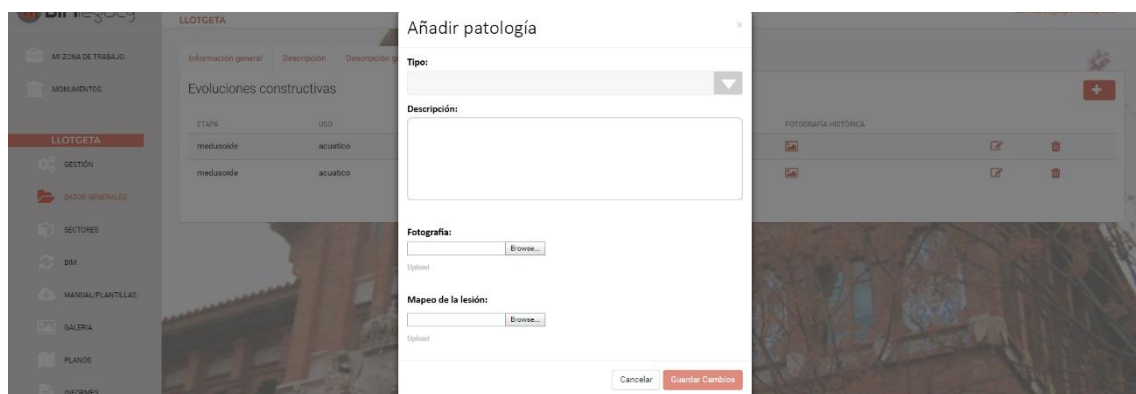 BIMlegacy
LLOTGETA
MI ZONA DE TRABAJO
MONUMENTOS
LLOTGETA
GESTIÓN
DATOS GENERALES
SECTORES
BIM
MANUAL/PLANTILLAS
GALERIA
PLANOS
INFORMES
Información general Descripción Descripción
Evoluciones constructivas
ETAPA USO FOTOGRAFÍA HISTÓRICA
medusoide acuatico
medusoide acuatico
Añadir patología ×
Tipo:
Descripción:
Fotografía:
Browse...
Upload
Mapeo de la lesión:
Browse...
Upload
Cancelar Guardar Cambios